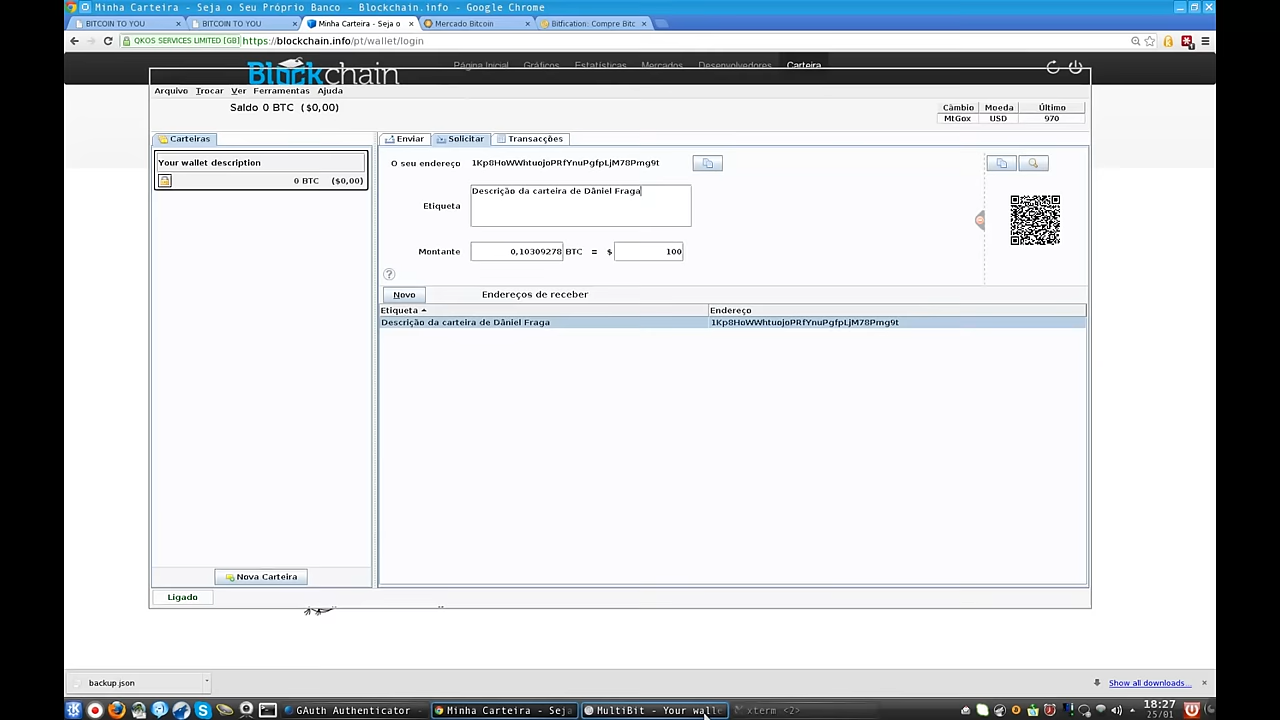 Minha Carteira - Seja o Seu Próprio Banco - Blockchain.info - Google Chrome
BITCOIN TO YOU × BITCOIN TO YOU × Minha Carteira - Seja o × Mercado Bitcoin × Bitfication: Compre Bitc ×
QKOS SERVICES LIMITED [GB] https://blockchain.info/pt/wallet/login
Blockchain Página Inicial Gráficos Estatísticas Mercados Desenvolvedores Carteira
Arquivo Trocar Ver Ferramentas Ajuda
Saldo 0 BTC ($0,00)
Câmbio Moeda Último
MtGox USD 970
Carteiras
Enviar Solicitar Transacções
Your wallet description
0 BTC ($0,00)
O seu endereço 1Kp8HoWWhtuojoPRfYnuPgfpLjM78Pmg9t
Etiqueta Descrição da carteira de Dâniel Fraga
Montante 0,10309278 BTC = $ 100
?
Novo Endereços de receber
Etiqueta Endereço
Descrição da carteira de Dâniel Fraga 1Kp8HoWWhtuojoPRfYnuPgfpLjM78Pmg9t
Nova Carteira
Ligado
backup.json
Show all downloads...
GAuth Authenticator
Minha Carteira - Seja
MultiBit - Your walle
xterm <2>
18:27
25/01